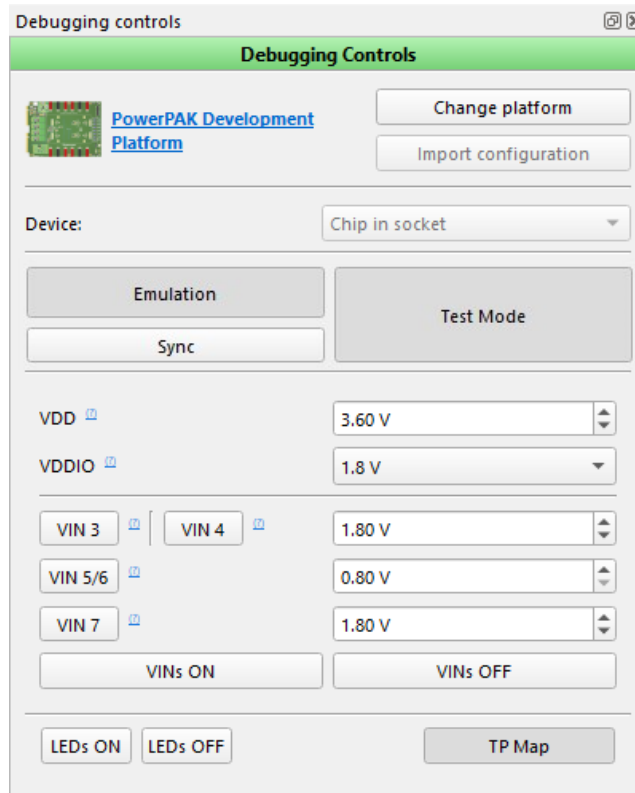 Debugging controls
Debugging Controls
PowerPAK Development
Platform
Change platform
Import configuration
Device:
Chip in socket
Emulation
Sync
Test Mode
VDD
3.60 V
VDDIO
1.8 V
VIN 3
VIN 4
1.80 V
VIN 5/6
0.80 V
VIN 7
1.80 V
VINs ON
VINs OFF
LEDs ON
LEDs OFF
TP Map